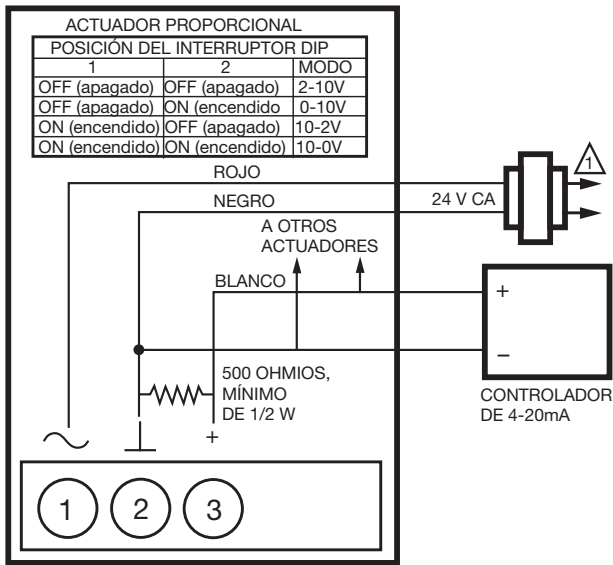 ACTUADOR PROPORCIONAL
POSICIÓN DEL INTERRUPTOR DIP
1 2 MODO
OFF (apagado) OFF (apagado) 2-10V
OFF (apagado) ON (encendido 0-10V
ON (encendido) OFF (apagado) 10-2V
ON (encendido) ON (encendido) 10-0V
ROJO
1
NEGRO
24 V CA
A OTROS
ACTUADORES
BLANCO
+
–
500 OHMIOS,
MÍNIMO
DE 1/2 W
+
CONTROLADOR
DE 4-20mA
1 2 3